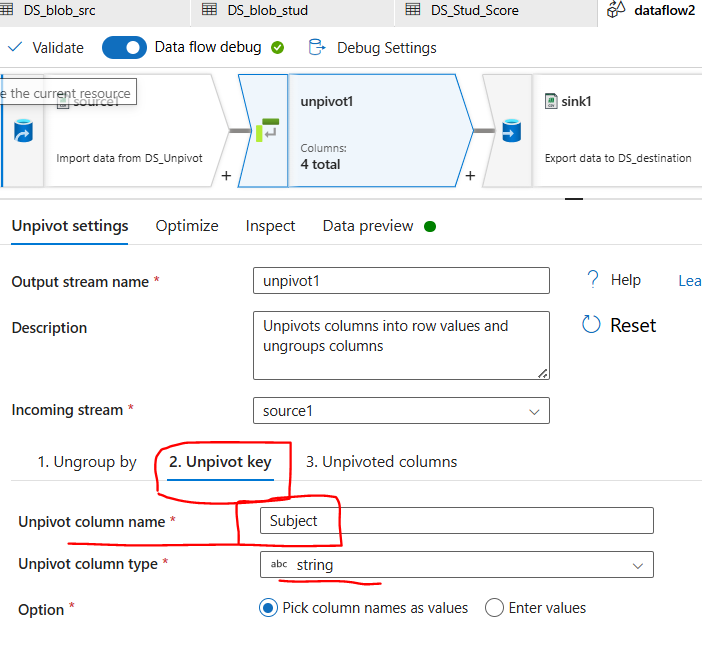 DS_blob_src DS_blob_stud DS_Stud_Score dataflow2
Validate Data flow debug Debug Settings
e the current resource
source1 unpivot1 sink1
Columns:
Import data from DS_Unpivot 4 total Export data to DS_destination
+ +
Unpivot settings Optimize Inspect Data preview
Output stream name * unpivot1 ? Help Lea
Description Unpivots columns into row values and Reset
ungroups columns
Incoming stream * source1
1. Ungroup by 2. Unpivot key 3. Unpivoted columns
Unpivot column name * Subject
Unpivot column type * abc string
Option * Pick column names as values Enter values